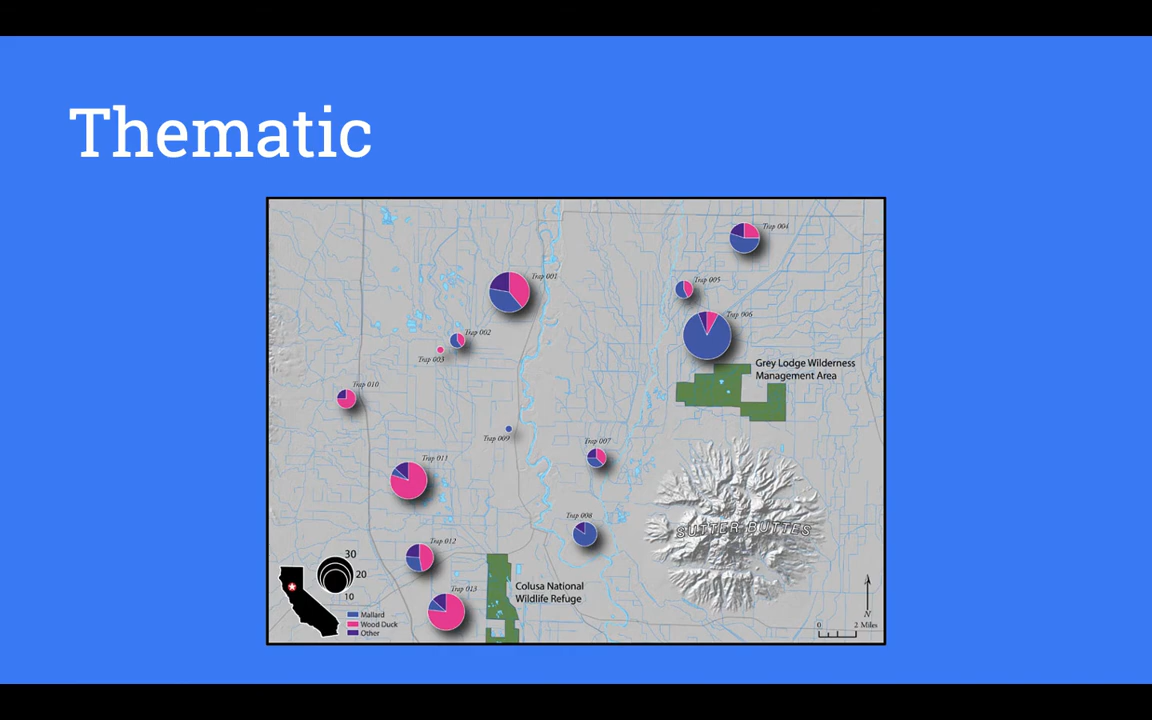 Thematic
Trap 004
Trap 001
Trap 005
Trap 006
Trap 002
Trap 003
Grey Lodge Wilderness
Management Area
Trap 010
Trap 009
Trap 007
Trap 011
Trap 008
SUTTER BUTTES
Trap 012
30
20
10
Colusa National
Wildlife Refuge
Trap 013
Mallard
Wood Duck
Other
N
0 2 Miles